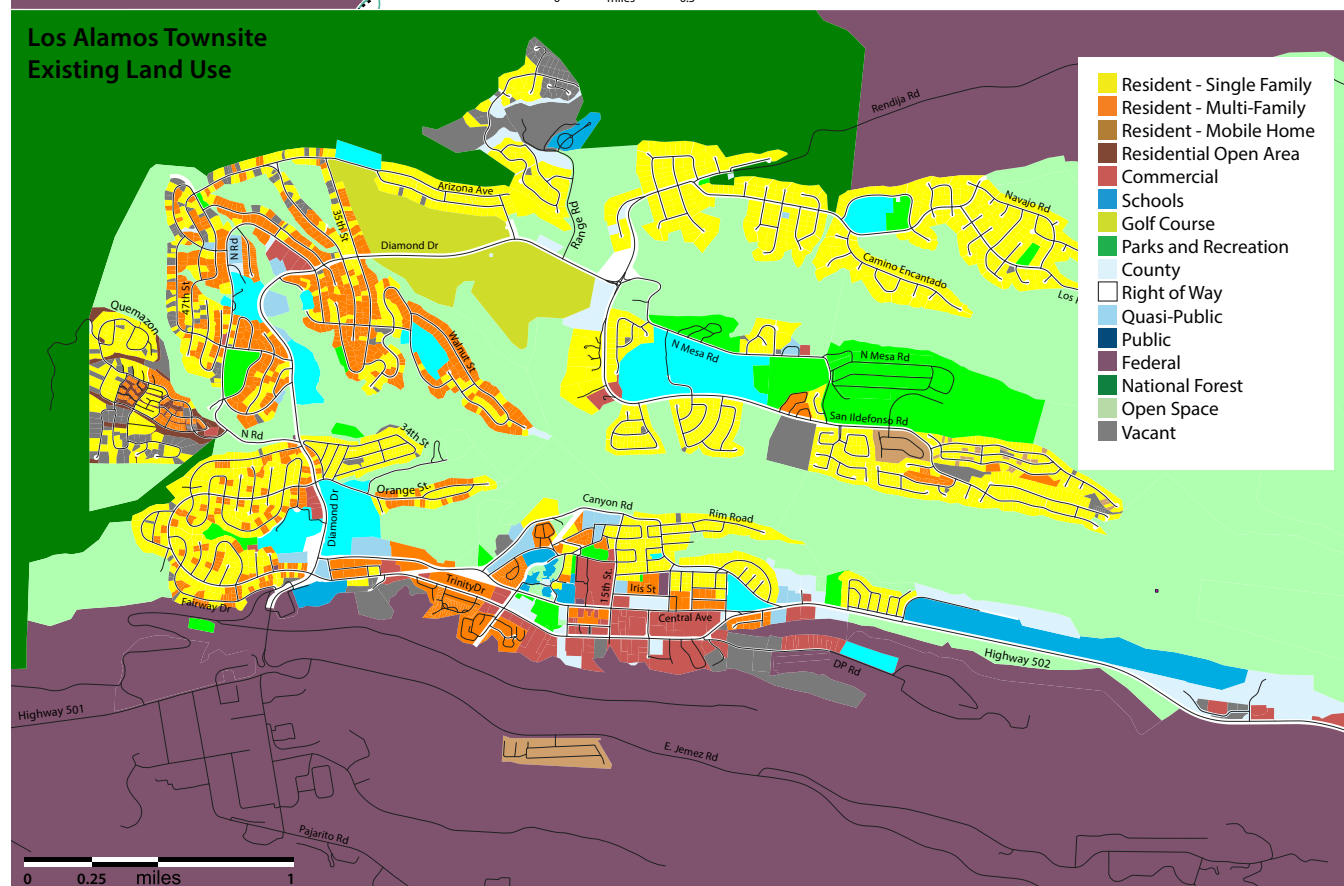 0 miles 0.5
Los Alamos Townsite
Existing Land Use
Resident - Single Family
Resident - Multi-Family
Resident - Mobile Home
Residential Open Area
Commercial
Schools
Golf Course
Parks and Recreation
County
Right of Way
Quasi-Public
Public
Federal
National Forest
Open Space
Vacant
Rendija Rd
Arizona Ave
Navajo Rd
35th St
Range Rd
Diamond Dr
N Rd
Camino Encantado
47th St
Los
Quemazon
Walnut St
N Mesa Rd
N Mesa Rd
San Ildefonso Rd
N Rd
34th St
Orange St.
Diamond Dr
Canyon Rd
Rim Road
Trinity Dr
15th St.
Iris St
Fairway Dr
Central Ave
Highway 502
DP Rd
Highway 501
E. Jemez Rd
Pajarito Rd
0 0.25 miles 1